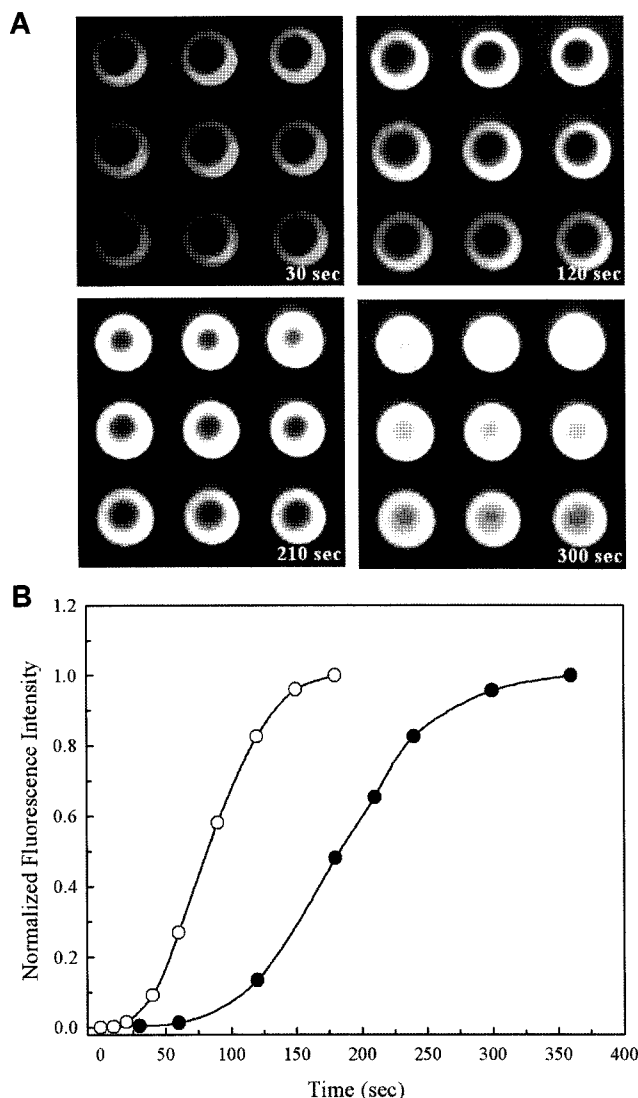 A
30 sec
120 sec
210 sec
300 sec
B
Normalized Fluorescence Intensity
1.2
1.0
0.8
0.6
0.4
0.2
0.0
0 50 100 150 200 250 300 350 400
Time (sec)